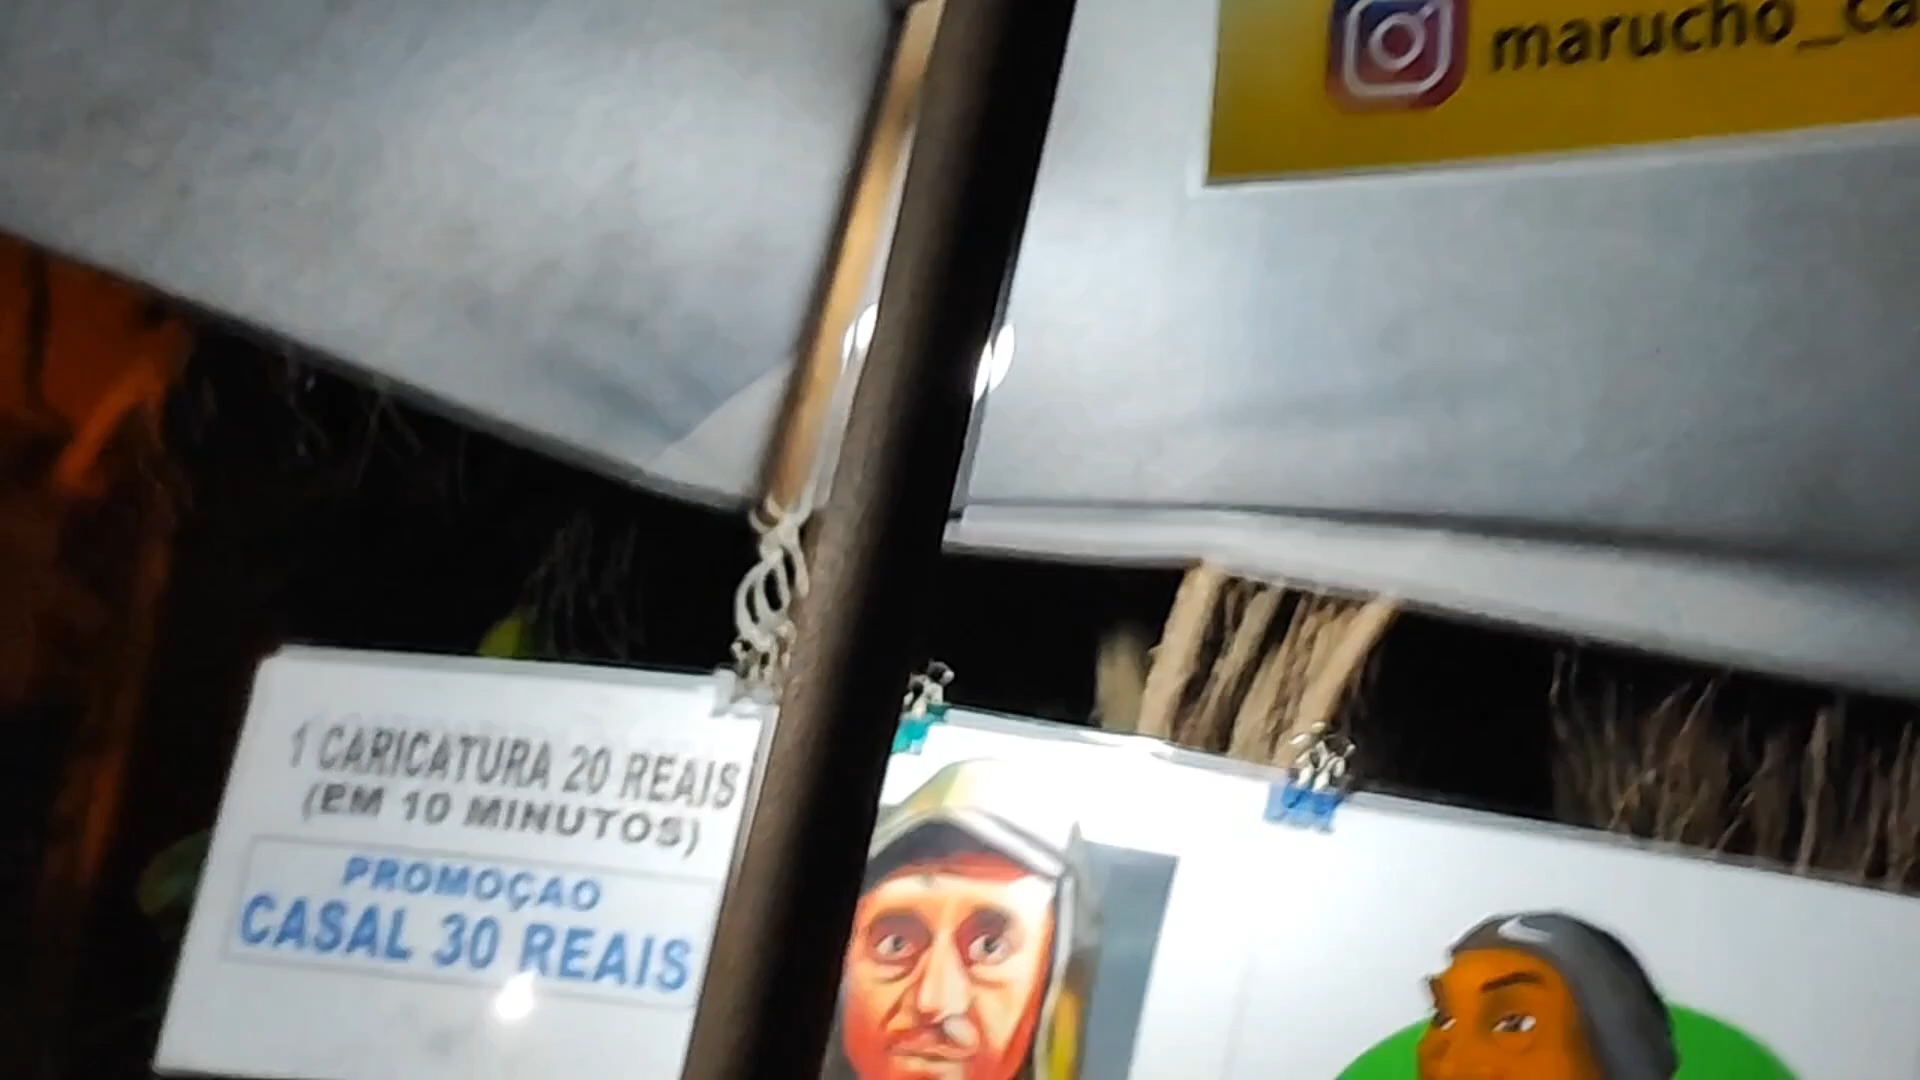 marucho_ca
1 CARICATURA 20 REAIS
(EM 10 MINUTOS)
PROMOÇAO
CASAL 30 REAIS